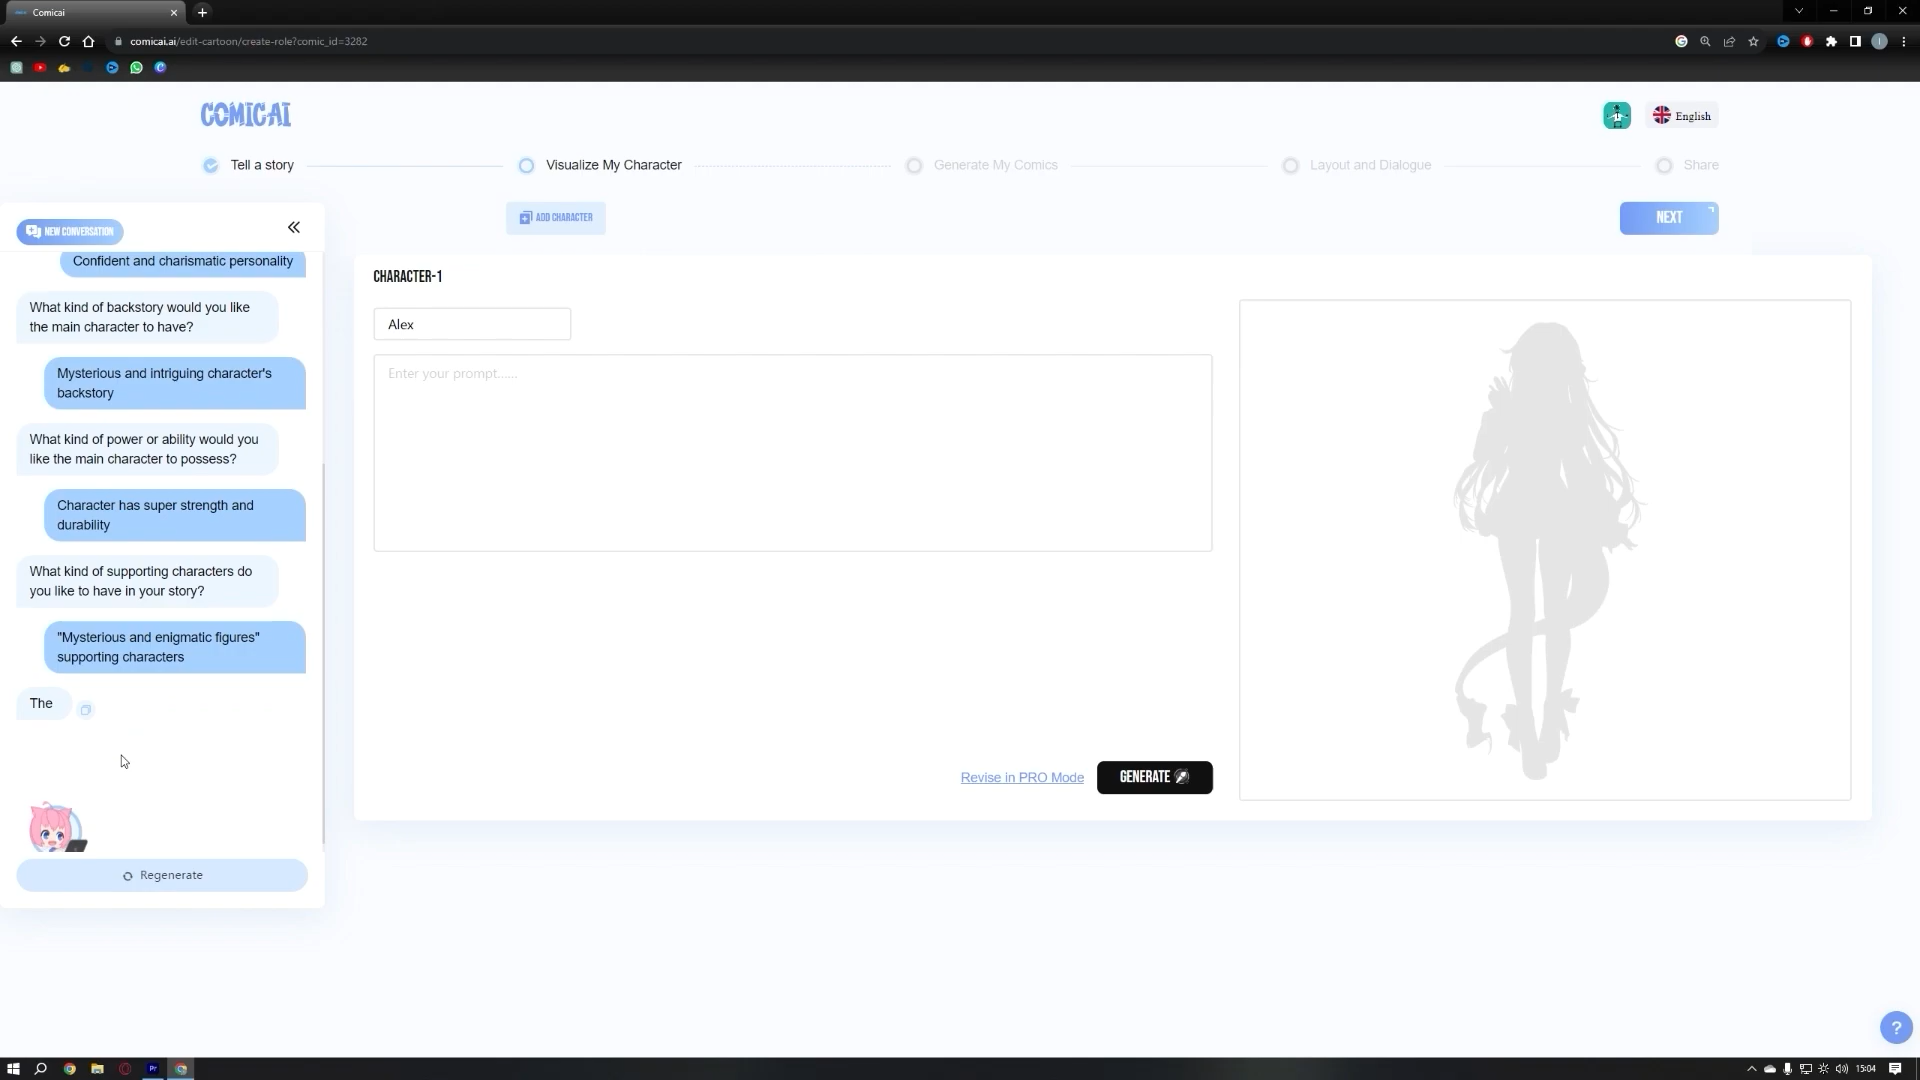 Comicai
comicai.ai/edit-cartoon/create-role?comic_id=3282
COMICAI
English
Tell a story
Visualize My Character
Generate My Comics
Layout and Dialogue
Share
NEW CONVERSATION
ADD CHARACTER
NEXT
Confident and charismatic personality
What kind of backstory would you like
the main character to have?
Mysterious and intriguing character's
backstory
What kind of power or ability would you
like the main character to possess?
Character has super strength and
durability
What kind of supporting characters do
you like to have in your story?
"Mysterious and enigmatic figures"
supporting characters
The
Regenerate
CHARACTER-1
Alex
Enter your prompt......
Revise in PRO Mode
GENERATE
?
Pr
15:04